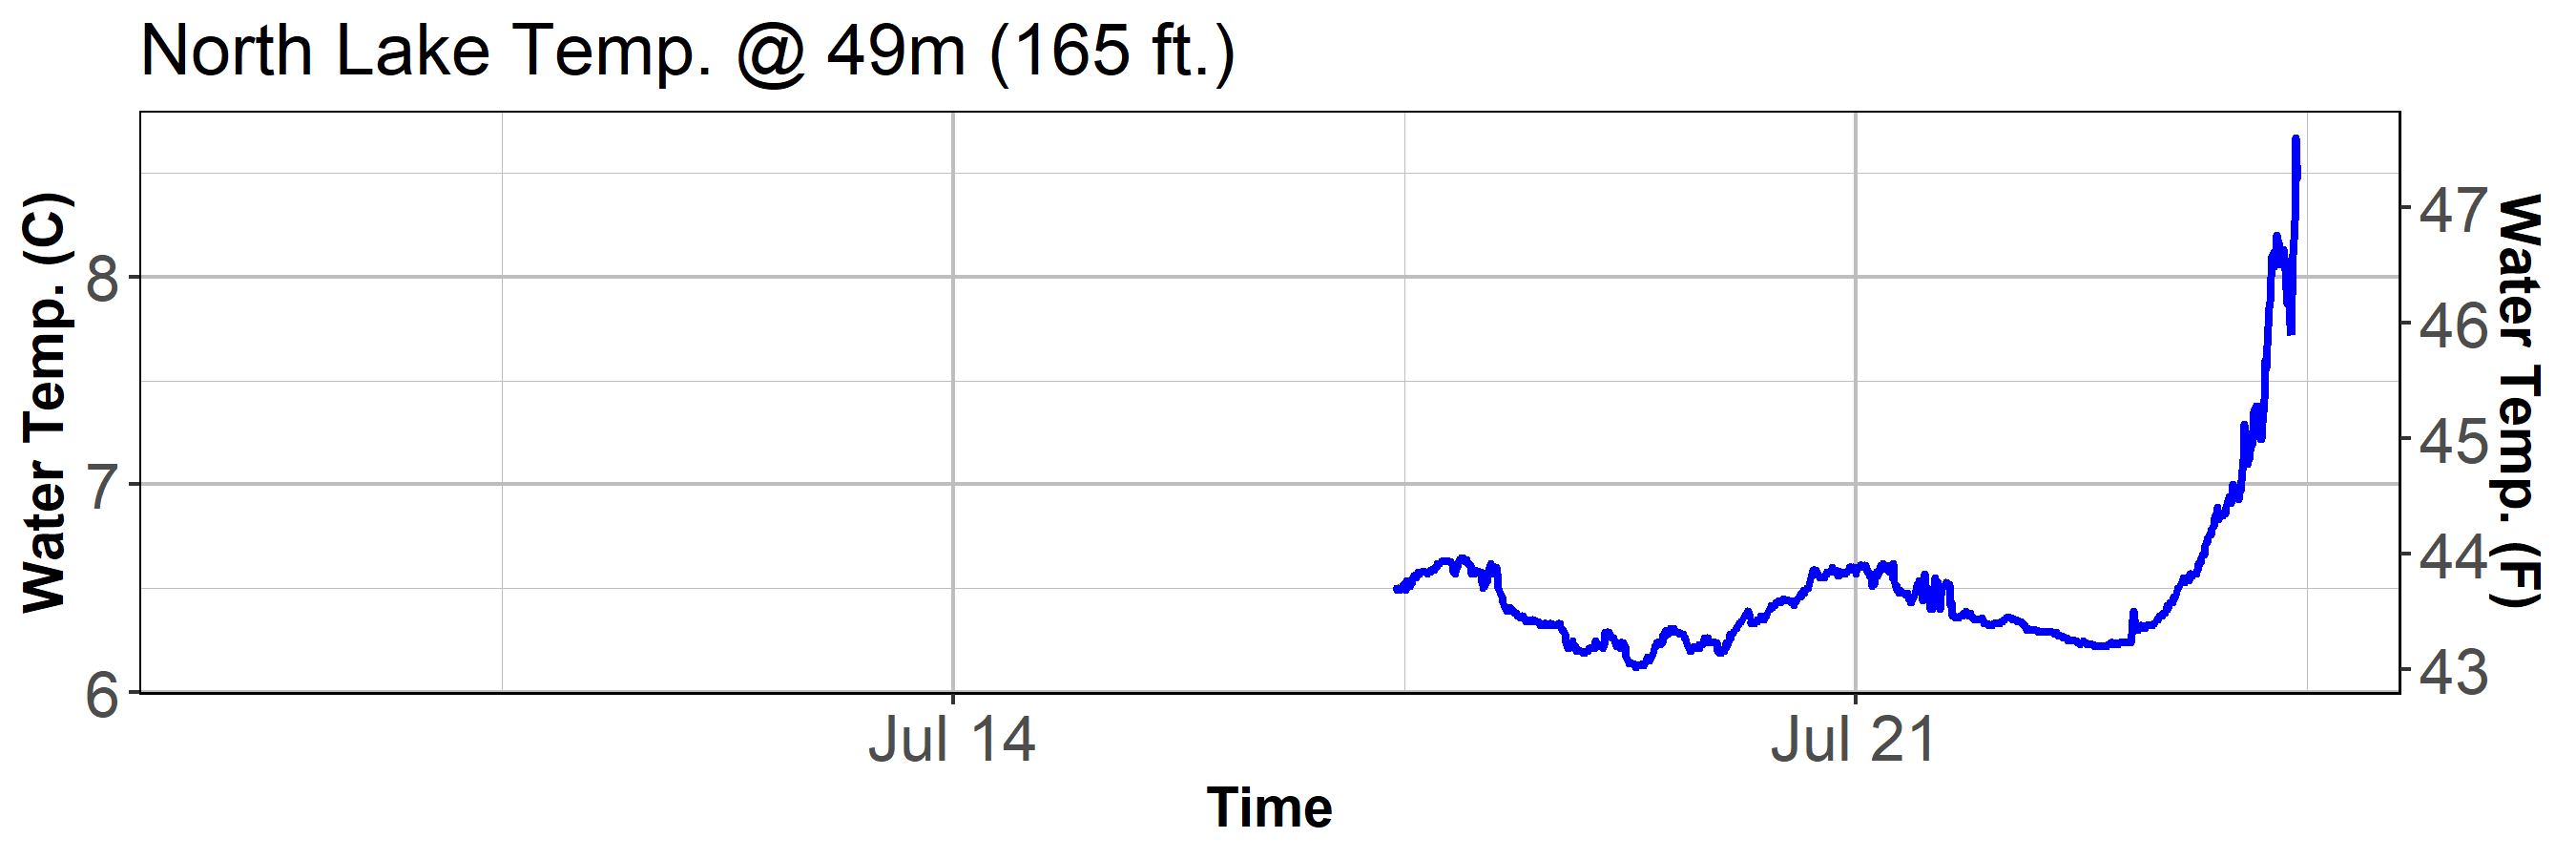 North Lake Temp. @ 49m (165 ft.)
Water Temp. (C)
8
7
6
47
46
45
44
43
Water Temp. (F)
Jul 14
Jul 21
Time